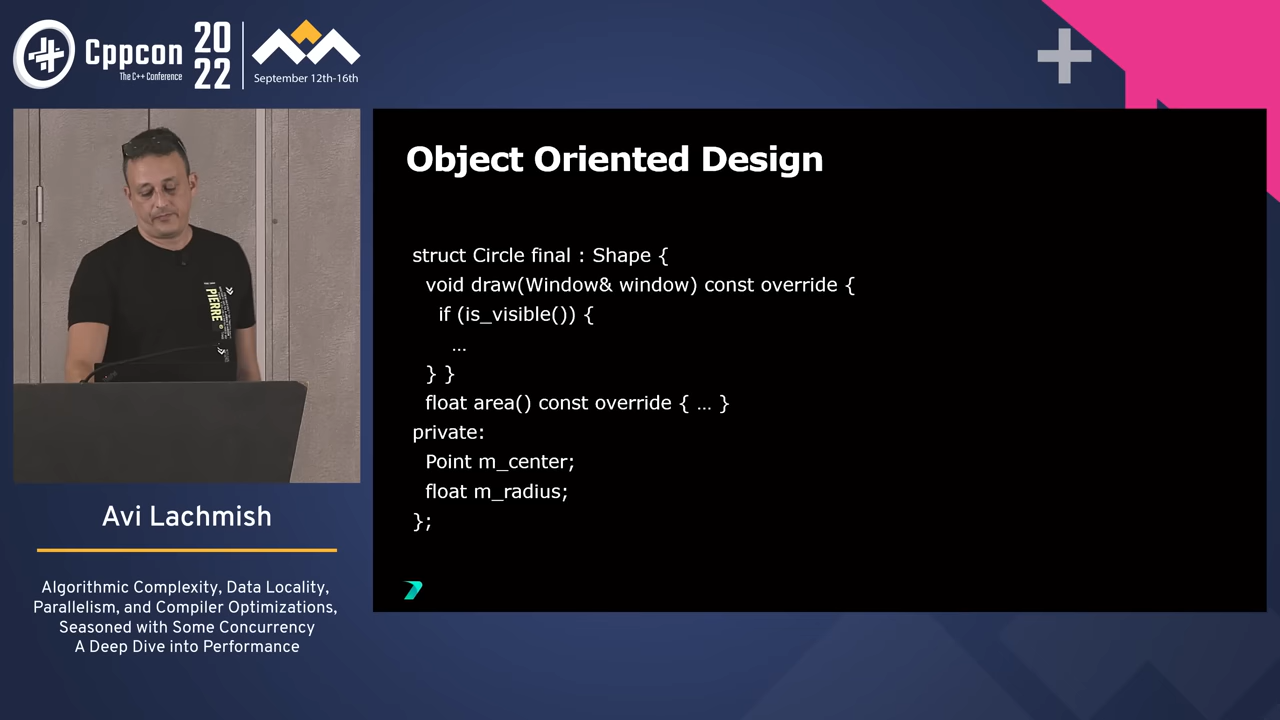 Cppcon
The C++ Conference
20
22
September 12th-16th
PIERRE
Avi Lachmish
Algorithmic Complexity, Data Locality,
Parallelism, and Compiler Optimizations,
Seasoned with Some Concurrency
A Deep Dive into Performance
Object Oriented Design
struct Circle final : Shape {
void draw(Window& window) const override {
if (is_visible()) {
…
} }
float area() const override { … }
private:
Point m_center;
float m_radius;
};